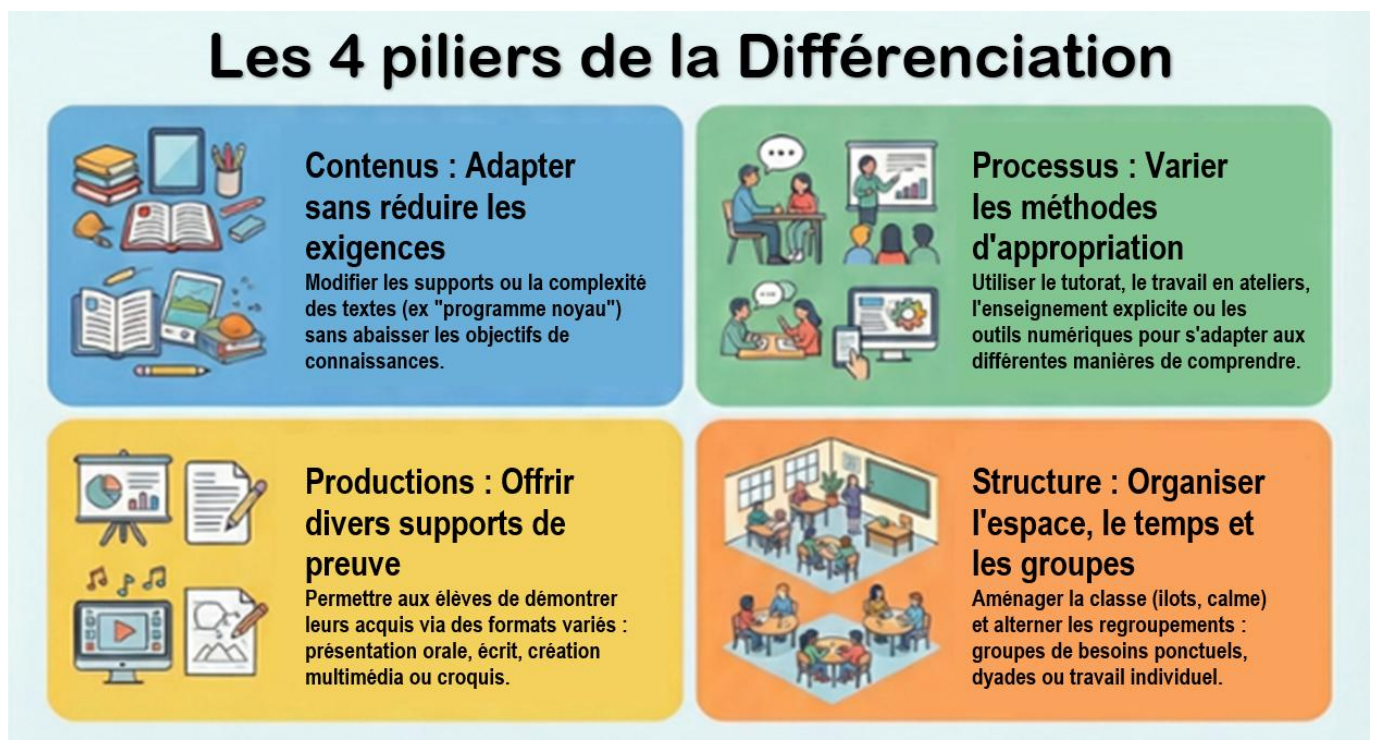 Les 4 piliers de la Différenciation
Contenus : Adapter
sans réduire les
exigences
Modifier les supports ou la complexité
des textes (ex "programme noyau")
sans abaisser les objectifs de
connaissances.
Processus : Varier
les méthodes
d'appropriation
Utiliser le tutorat, le travail en ateliers,
l'enseignement explicite ou les
outils numériques pour s'adapter aux
différentes manières de comprendre.
Productions : Offrir
divers supports de
preuve
Permettre aux élèves de démontrer
leurs acquis via des formats variés :
présentation orale, écrit, création
multimédia ou croquis.
Structure : Organiser
l'espace, le temps et
les groupes
Aménager la classe (ilots, calme)
et alterner les regroupements :
groupes de besoins ponctuels,
dyades ou travail individuel.